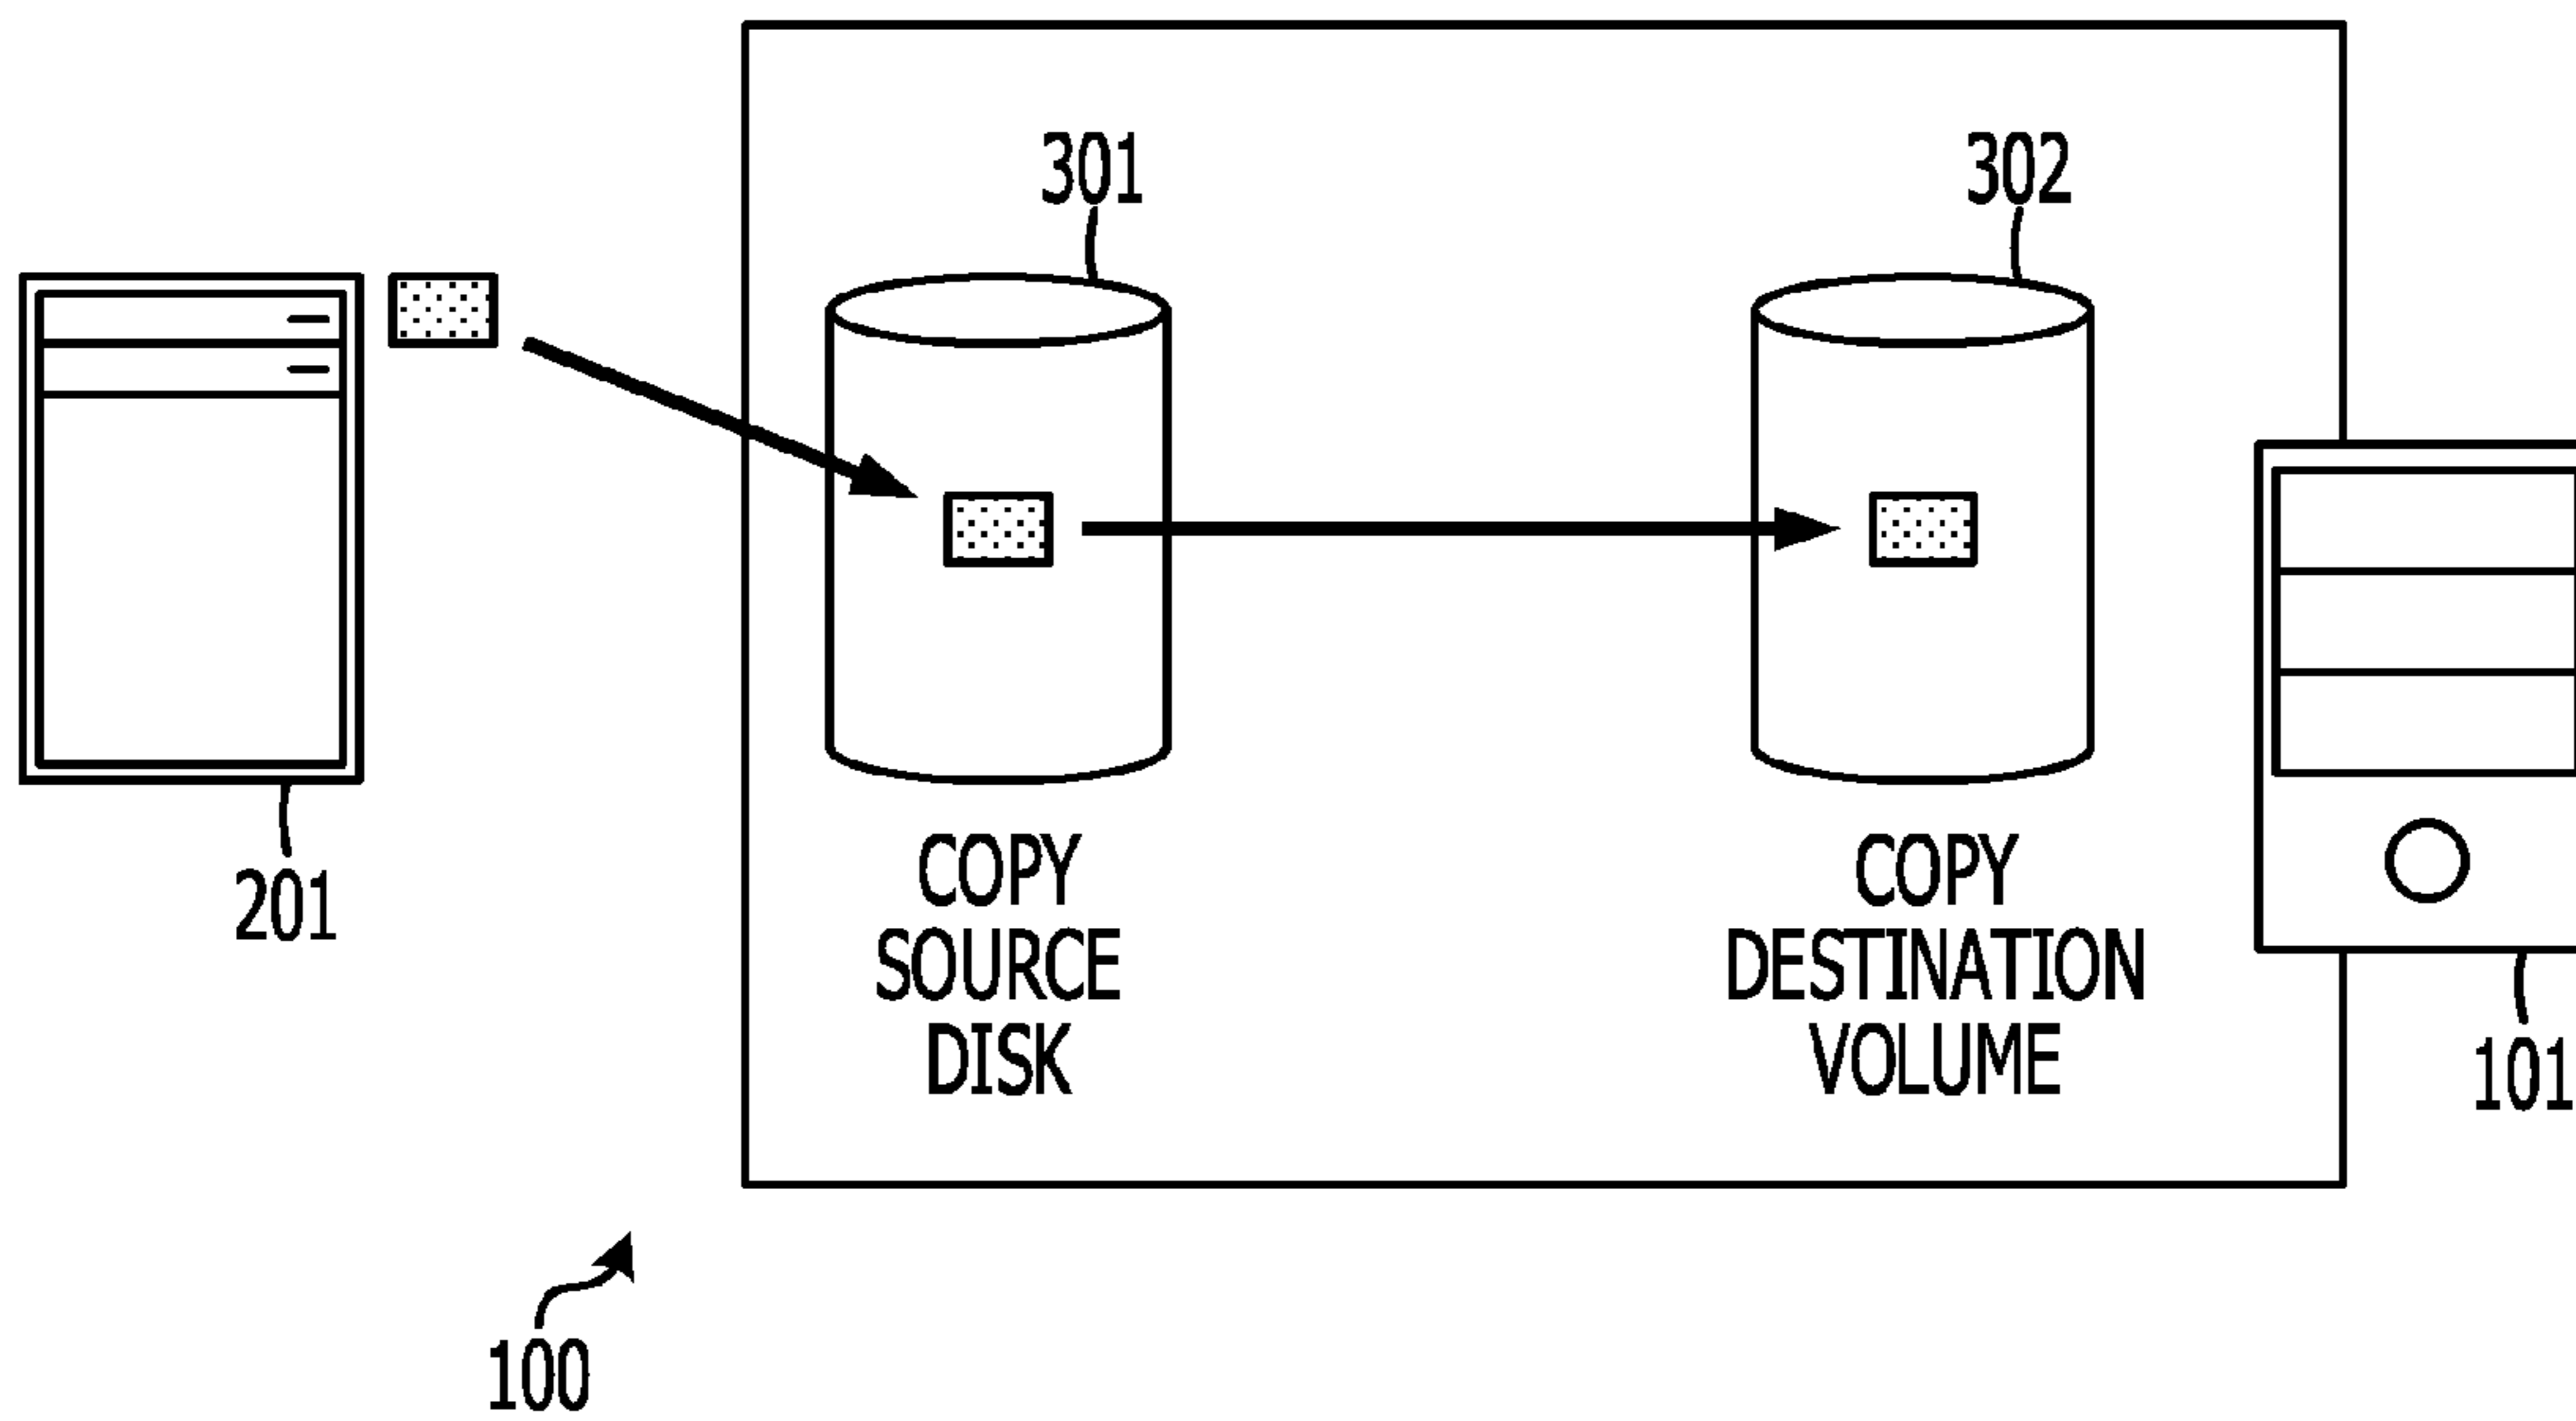 301
302
201
COPY
SOURCE
DISK
COPY
DESTINATION
VOLUME
101
100